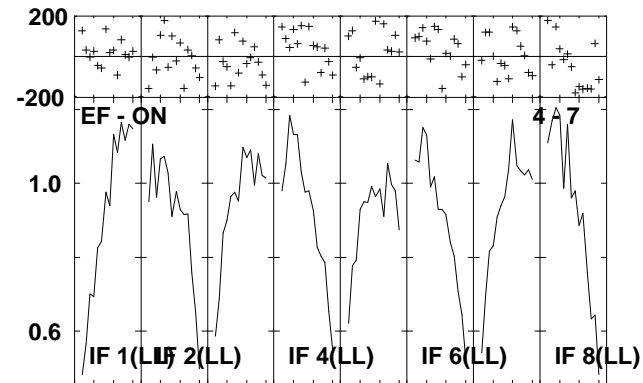 200
-200
EF - ON 4 - 7
1.0
0.6
IF 1(LL) IF 2(LL) IF 4(LL) IF 6(LL) IF 8(LL)